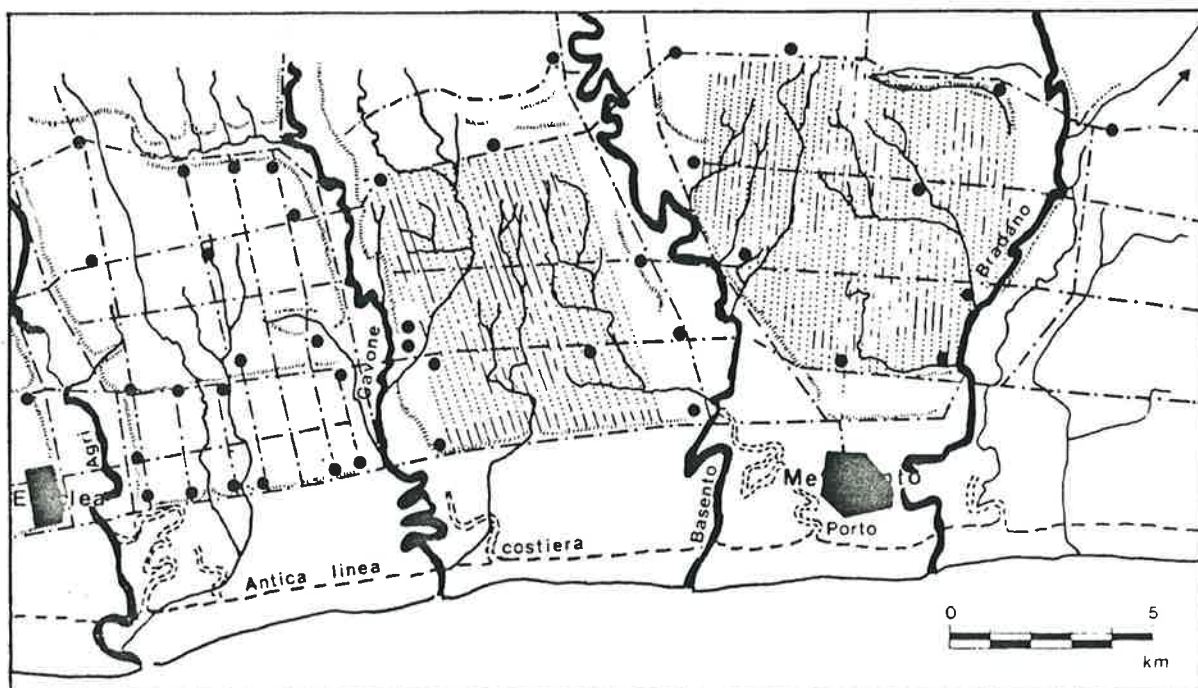 Bradano
Cavone
Agri
Basento
Porto
Antica linea costiera
0 5
km